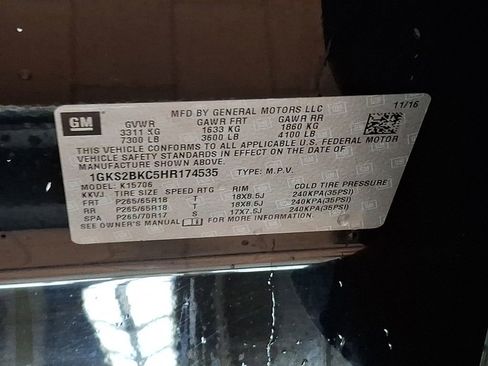 MFD BY GENERAL MOTORS LLC 11/16
GM GVWR GAWR FRT GAWR RR
3311 KG 1633 KG 1860 KG
7300 LB 3600 LB 4100 LB
THIS VEHICLE CONFORMS TO ALL APPLICABLE U.S. FEDERAL MOTOR
VEHICLE SAFETY STANDARDS IN EFFECT ON THE DATE OF
MANUFACTURE SHOWN ABOVE.
1GKS2BKC5HR174535 TYPE: M.P.V.
MODEL: K15706
KKVJ TIRE SIZE SPEED RTG RIM COLD TIRE PRESSURE
FRT P265/65R18 T 18X8.5J 240KPA(35PSI)
RR P265/65R18 T 18X8.5J 240KPA(35PSI)
SPA P265/70R17 S 17X7.5J 240KPA(35PSI)
SEE OWNER'S MANUAL FOR MORE INFORMATION.